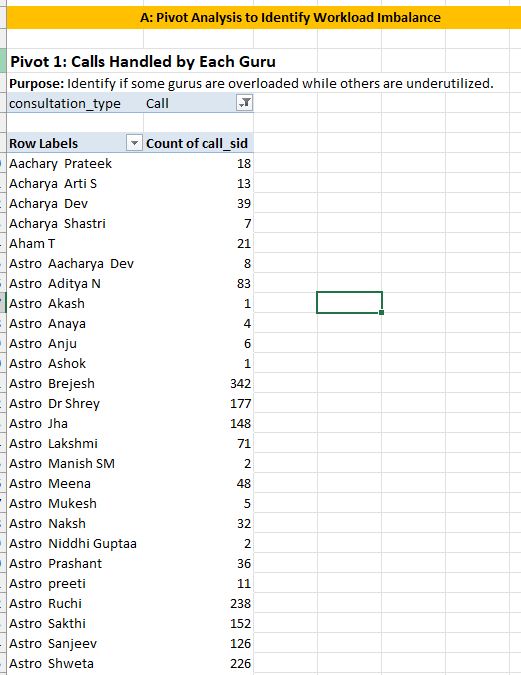 A: Pivot Analysis to Identify Workload Imbalance
Pivot 1: Calls Handled by Each Guru
Purpose: Identify if some gurus are overloaded while others are underutilized.
consultation_type Call
Row Labels Count of call_sid
Aachary Prateek 18
Acharya Arti S 13
Acharya Dev 39
Acharya Shastri 7
Aham T 21
Astro Aacharya Dev 8
Astro Aditya N 83
Astro Akash 1
Astro Anaya 4
Astro Anju 6
Astro Ashok 1
Astro Brejesh 342
Astro Dr Shrey 177
Astro Jha 148
Astro Lakshmi 71
Astro Manish SM 2
Astro Meena 48
Astro Mukesh 5
Astro Naksh 32
Astro Niddhi Guptaa 2
Astro Prashant 36
Astro preeti 11
Astro Ruchi 238
Astro Sakthi 152
Astro Sanjeev 126
Astro Shweta 226